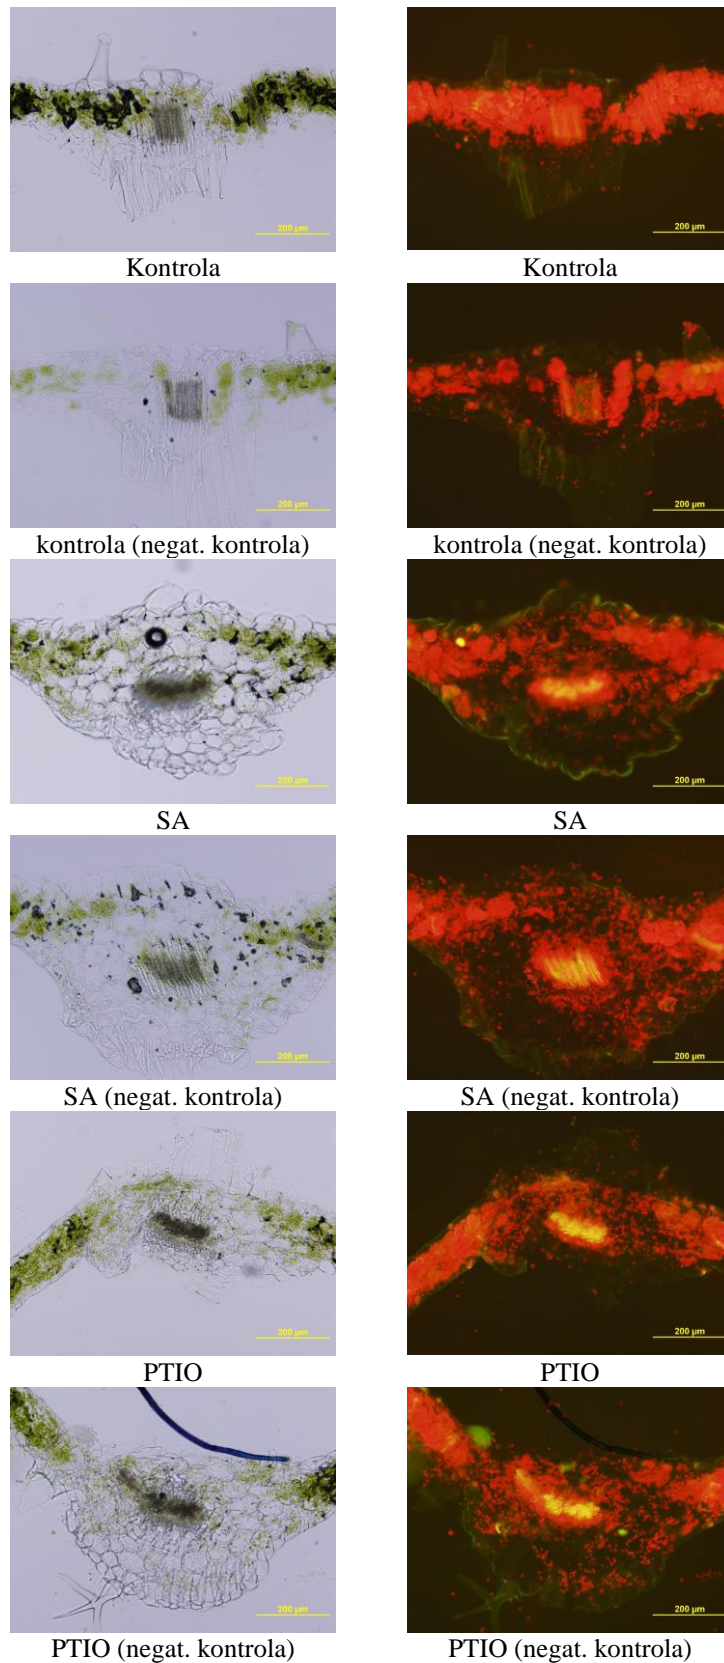 200 µm 200 µm
Kontrola Kontrola
200 µm 200 µm
kontrola (negat. kontrola) kontrola (negat. kontrola)
200 µm 200 µm
SA SA
200 µm 200 µm
SA (negat. kontrola) SA (negat. kontrola)
200 µm 200 µm
PTIO PTIO
200 µm 200 µm
PTIO (negat. kontrola) PTIO (negat. kontrola)